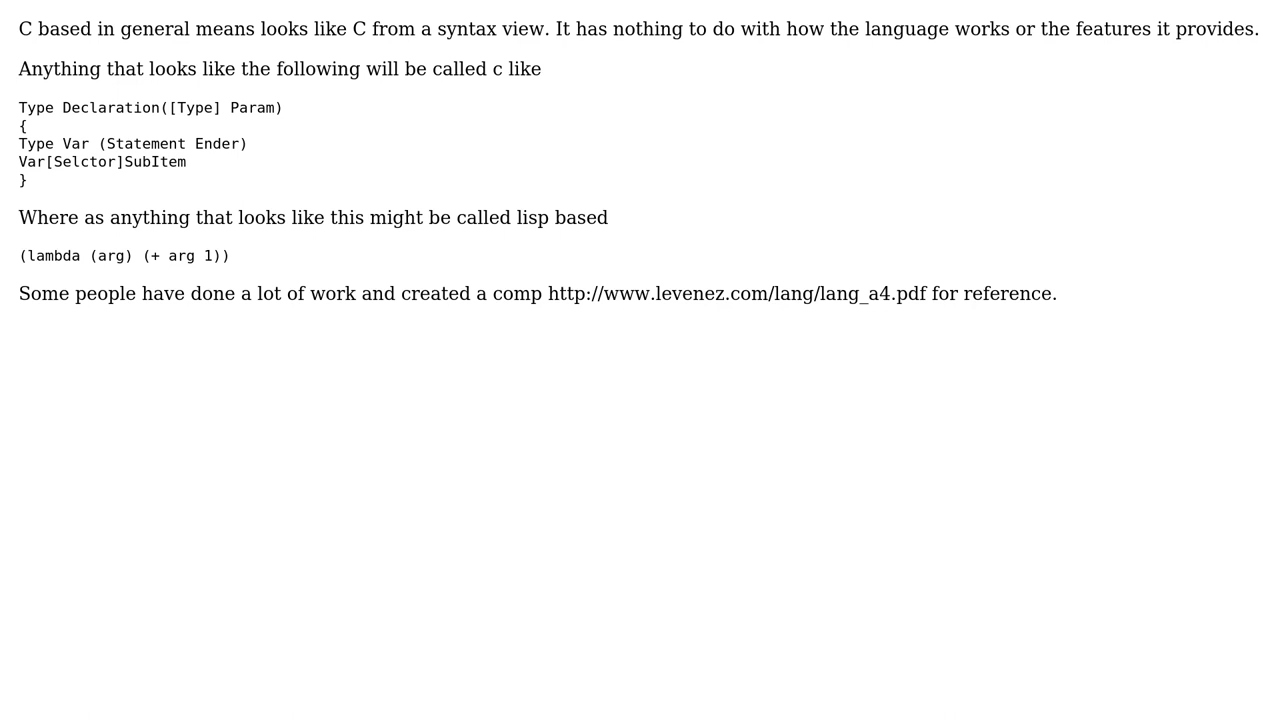 C based in general means looks like C from a syntax view. It has nothing to do with how the language works or the features it provides.
Anything that looks like the following will be called c like
Type Declaration([Type] Param)
{
Type Var (Statement Ender)
Var[Selctor]SubItem
}
Where as anything that looks like this might be called lisp based
(lambda (arg) (+ arg 1))
Some people have done a lot of work and created a comp http://www.levenez.com/lang/lang_a4.pdf for reference.